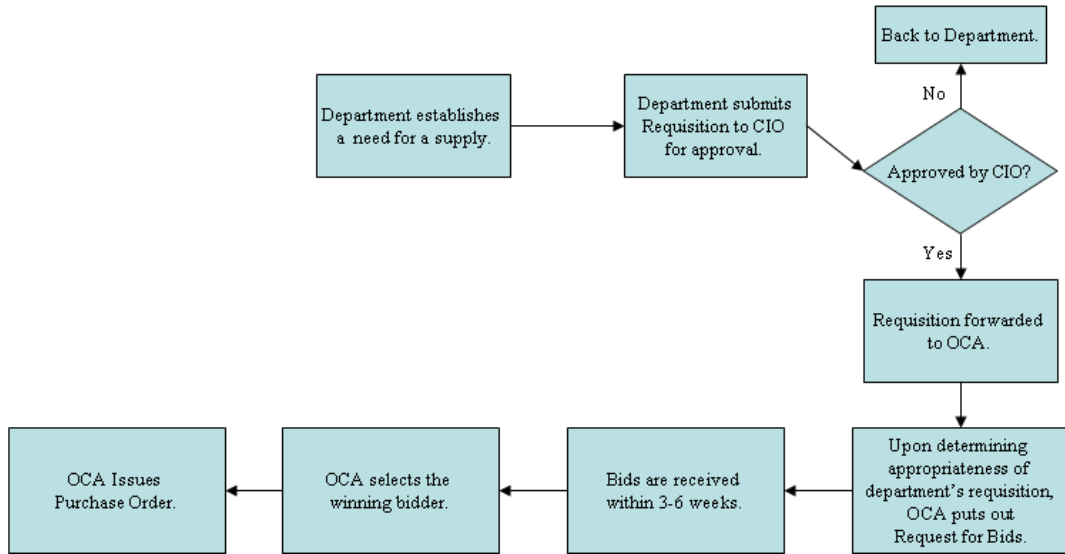 Back to Department.
No
Department establishes
a need for a supply.
Department submits
Requisition to CIO
for approval.
Approved by CIO?
Yes
Requisition forwarded
to OCA.
Upon determining
appropriateness of
department's requisition,
OCA puts out
Request for Bids.
Bids are received
within 3-6 weeks.
OCA selects the
winning bidder.
OCA Issues
Purchase Order.